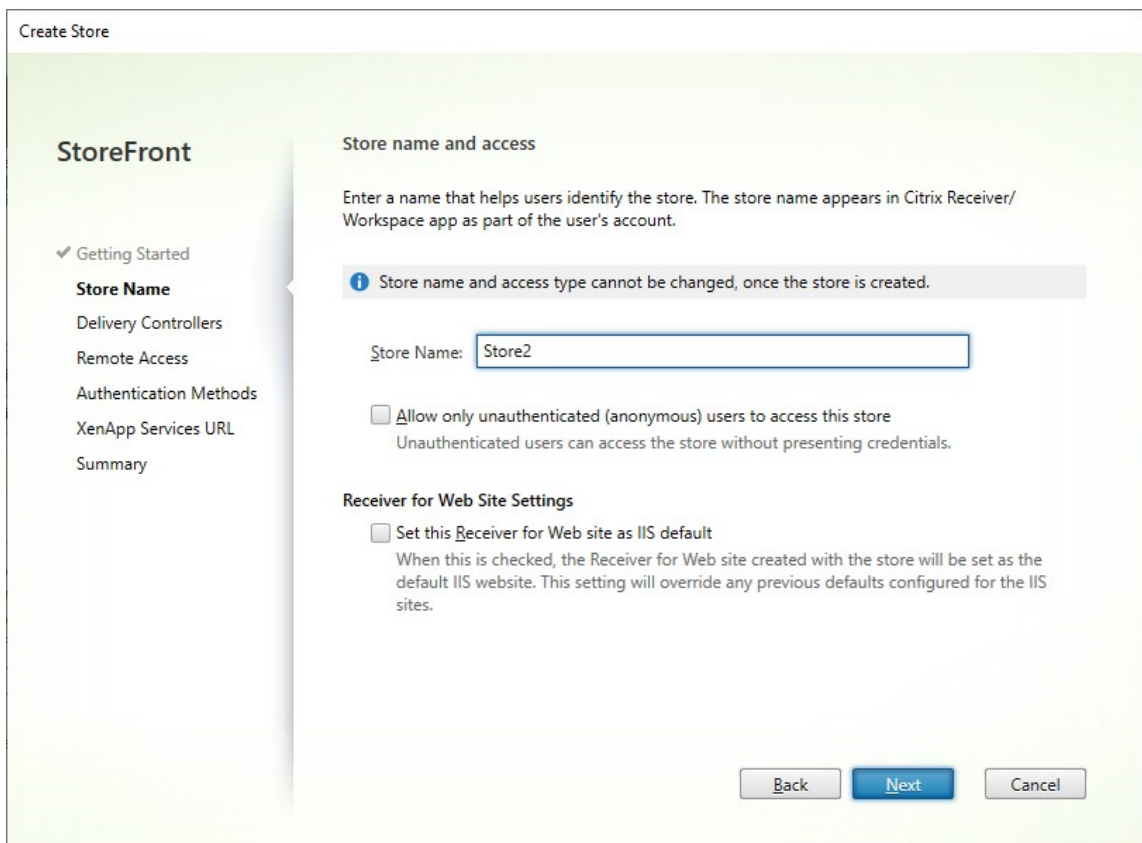 Create Store
StoreFront
Getting Started
Store Name
Delivery Controllers
Remote Access
Authentication Methods
XenApp Services URL
Summary
Store name and access
Enter a name that helps users identify the store. The store name appears in Citrix Receiver/
Workspace app as part of the user's account.
Store name and access type cannot be changed, once the store is created.
Store Name: Store2
Allow only unauthenticated (anonymous) users to access this store
Unauthenticated users can access the store without presenting credentials.
Receiver for Web Site Settings
Set this Receiver for Web site as IIS default
When this is checked, the Receiver for Web site created with the store will be set as the
default IIS website. This setting will override any previous defaults configured for the IIS
sites.
Back Next Cancel